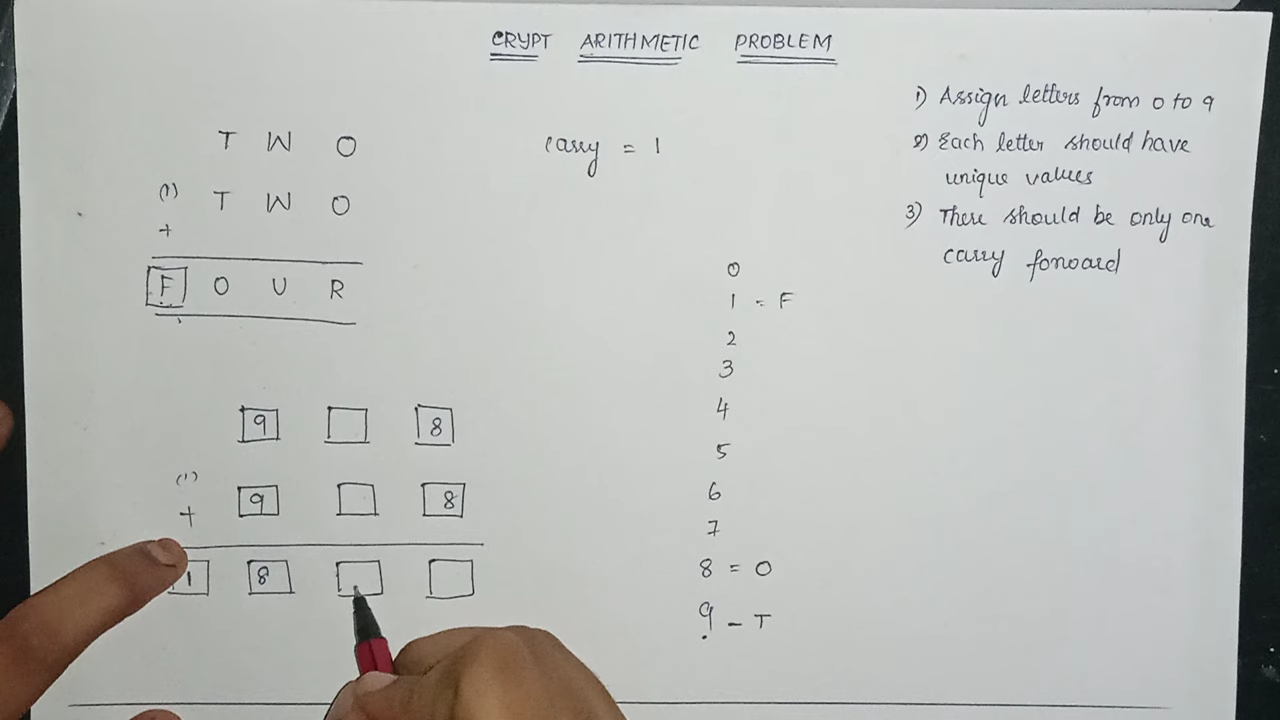 CRYPT ARITHMETIC PROBLEM
T W O
(1) T W O
+
F O U R
carry = 1
1) Assign letters from 0 to 9
2) Each letter should have
unique values
3) There should be only one
carry forward
9 8
(1)
+ 9 8
1 8
0
1 = F
2
3
4
5
6
7
8 = O
9 - T